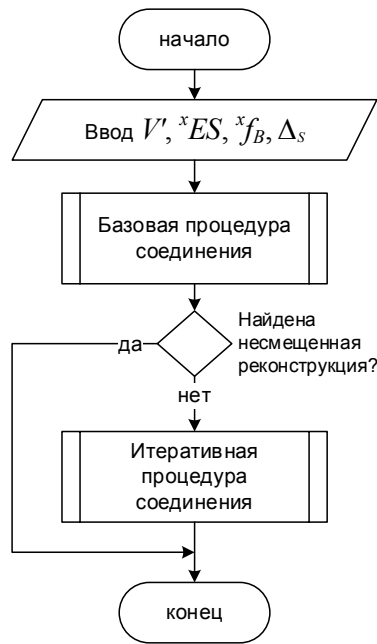 начало
Ввод V', ˣES, ˣf_B, Δ_S
Базовая процедура
соединения
Найдена
несмещенная
реконструкция?
да
нет
Итеративная
процедура
соединения
конец